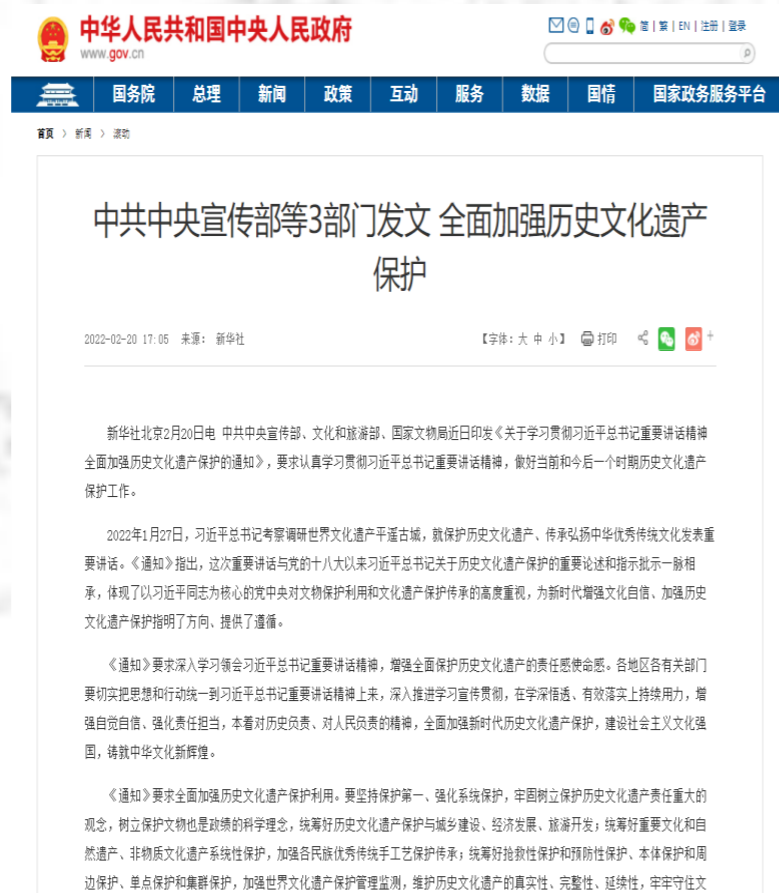 中华人民共和国中央人民政府
www.gov.cn
简 | 繁 | EN | 注册 | 登录
国务院 总理 新闻 政策 互动 服务 数据 国情 国家政务服务平台
首页 > 新闻 > 滚动
中共中央宣传部等3部门发文 全面加强历史文化遗产
保护
2022-02-20 17:05 来源： 新华社 【字体：大 中 小】 打印 +
新华社北京2月20日电 中共中央宣传部、文化和旅游部、国家文物局近日印发《关于学习贯彻习近平总书记重要讲话精神
全面加强历史文化遗产保护的通知》，要求认真学习贯彻习近平总书记重要讲话精神，做好当前和今后一个时期历史文化遗产
保护工作。
2022年1月27日，习近平总书记考察调研世界文化遗产平遥古城，就保护历史文化遗产、传承弘扬中华优秀传统文化发表重
要讲话。《通知》指出，这次重要讲话与党的十八大以来习近平总书记关于历史文化遗产保护的重要论述和指示批示一脉相
承，体现了以习近平同志为核心的党中央对文物保护利用和文化遗产保护传承的高度重视，为新时代增强文化自信、加强历史
文化遗产保护指明了方向、提供了遵循。
《通知》要求深入学习领会习近平总书记重要讲话精神，增强全面保护历史文化遗产的责任感使命感。各地区各有关部门
要切实把思想和行动统一到习近平总书记重要讲话精神上来，深入推进学习宣传贯彻，在学深悟透、有效落实上持续用力，增
强自觉自信、强化责任担当，本着对历史负责、对人民负责的精神，全面加强新时代历史文化遗产保护，建设社会主义文化强
国，铸就中华文化新辉煌。
《通知》要求全面加强历史文化遗产保护利用。要坚持保护第一、强化系统保护，牢固树立保护历史文化遗产责任重大的
观念，树立保护文物也是政绩的科学理念，统筹好历史文化遗产保护与城乡建设、经济发展、旅游开发；统筹好重要文化和自
然遗产、非物质文化遗产系统性保护，加强各民族优秀传统手工艺保护传承；统筹好抢救性保护和预防性保护、本体保护和周
边保护、单点保护和集群保护，加强世界文化遗产保护管理监测，维护历史文化遗产的真实性、完整性、延续性，牢牢守住文